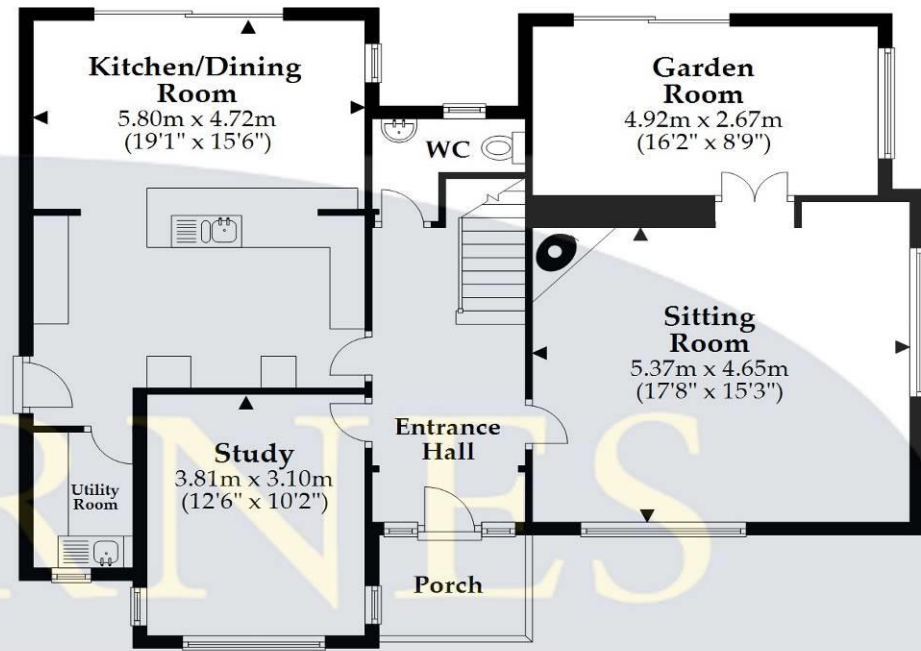 Kitchen/Dining
Room
5.80m x 4.72m
(19'1" x 15'6")
WC
Garden
Room
4.92m x 2.67m
(16'2" x 8'9")
Sitting
Room
5.37m x 4.65m
(17'8" x 15'3")
Entrance
Hall
Study
3.81m x 3.10m
(12'6" x 10'2")
Utility
Room
Porch
RNES